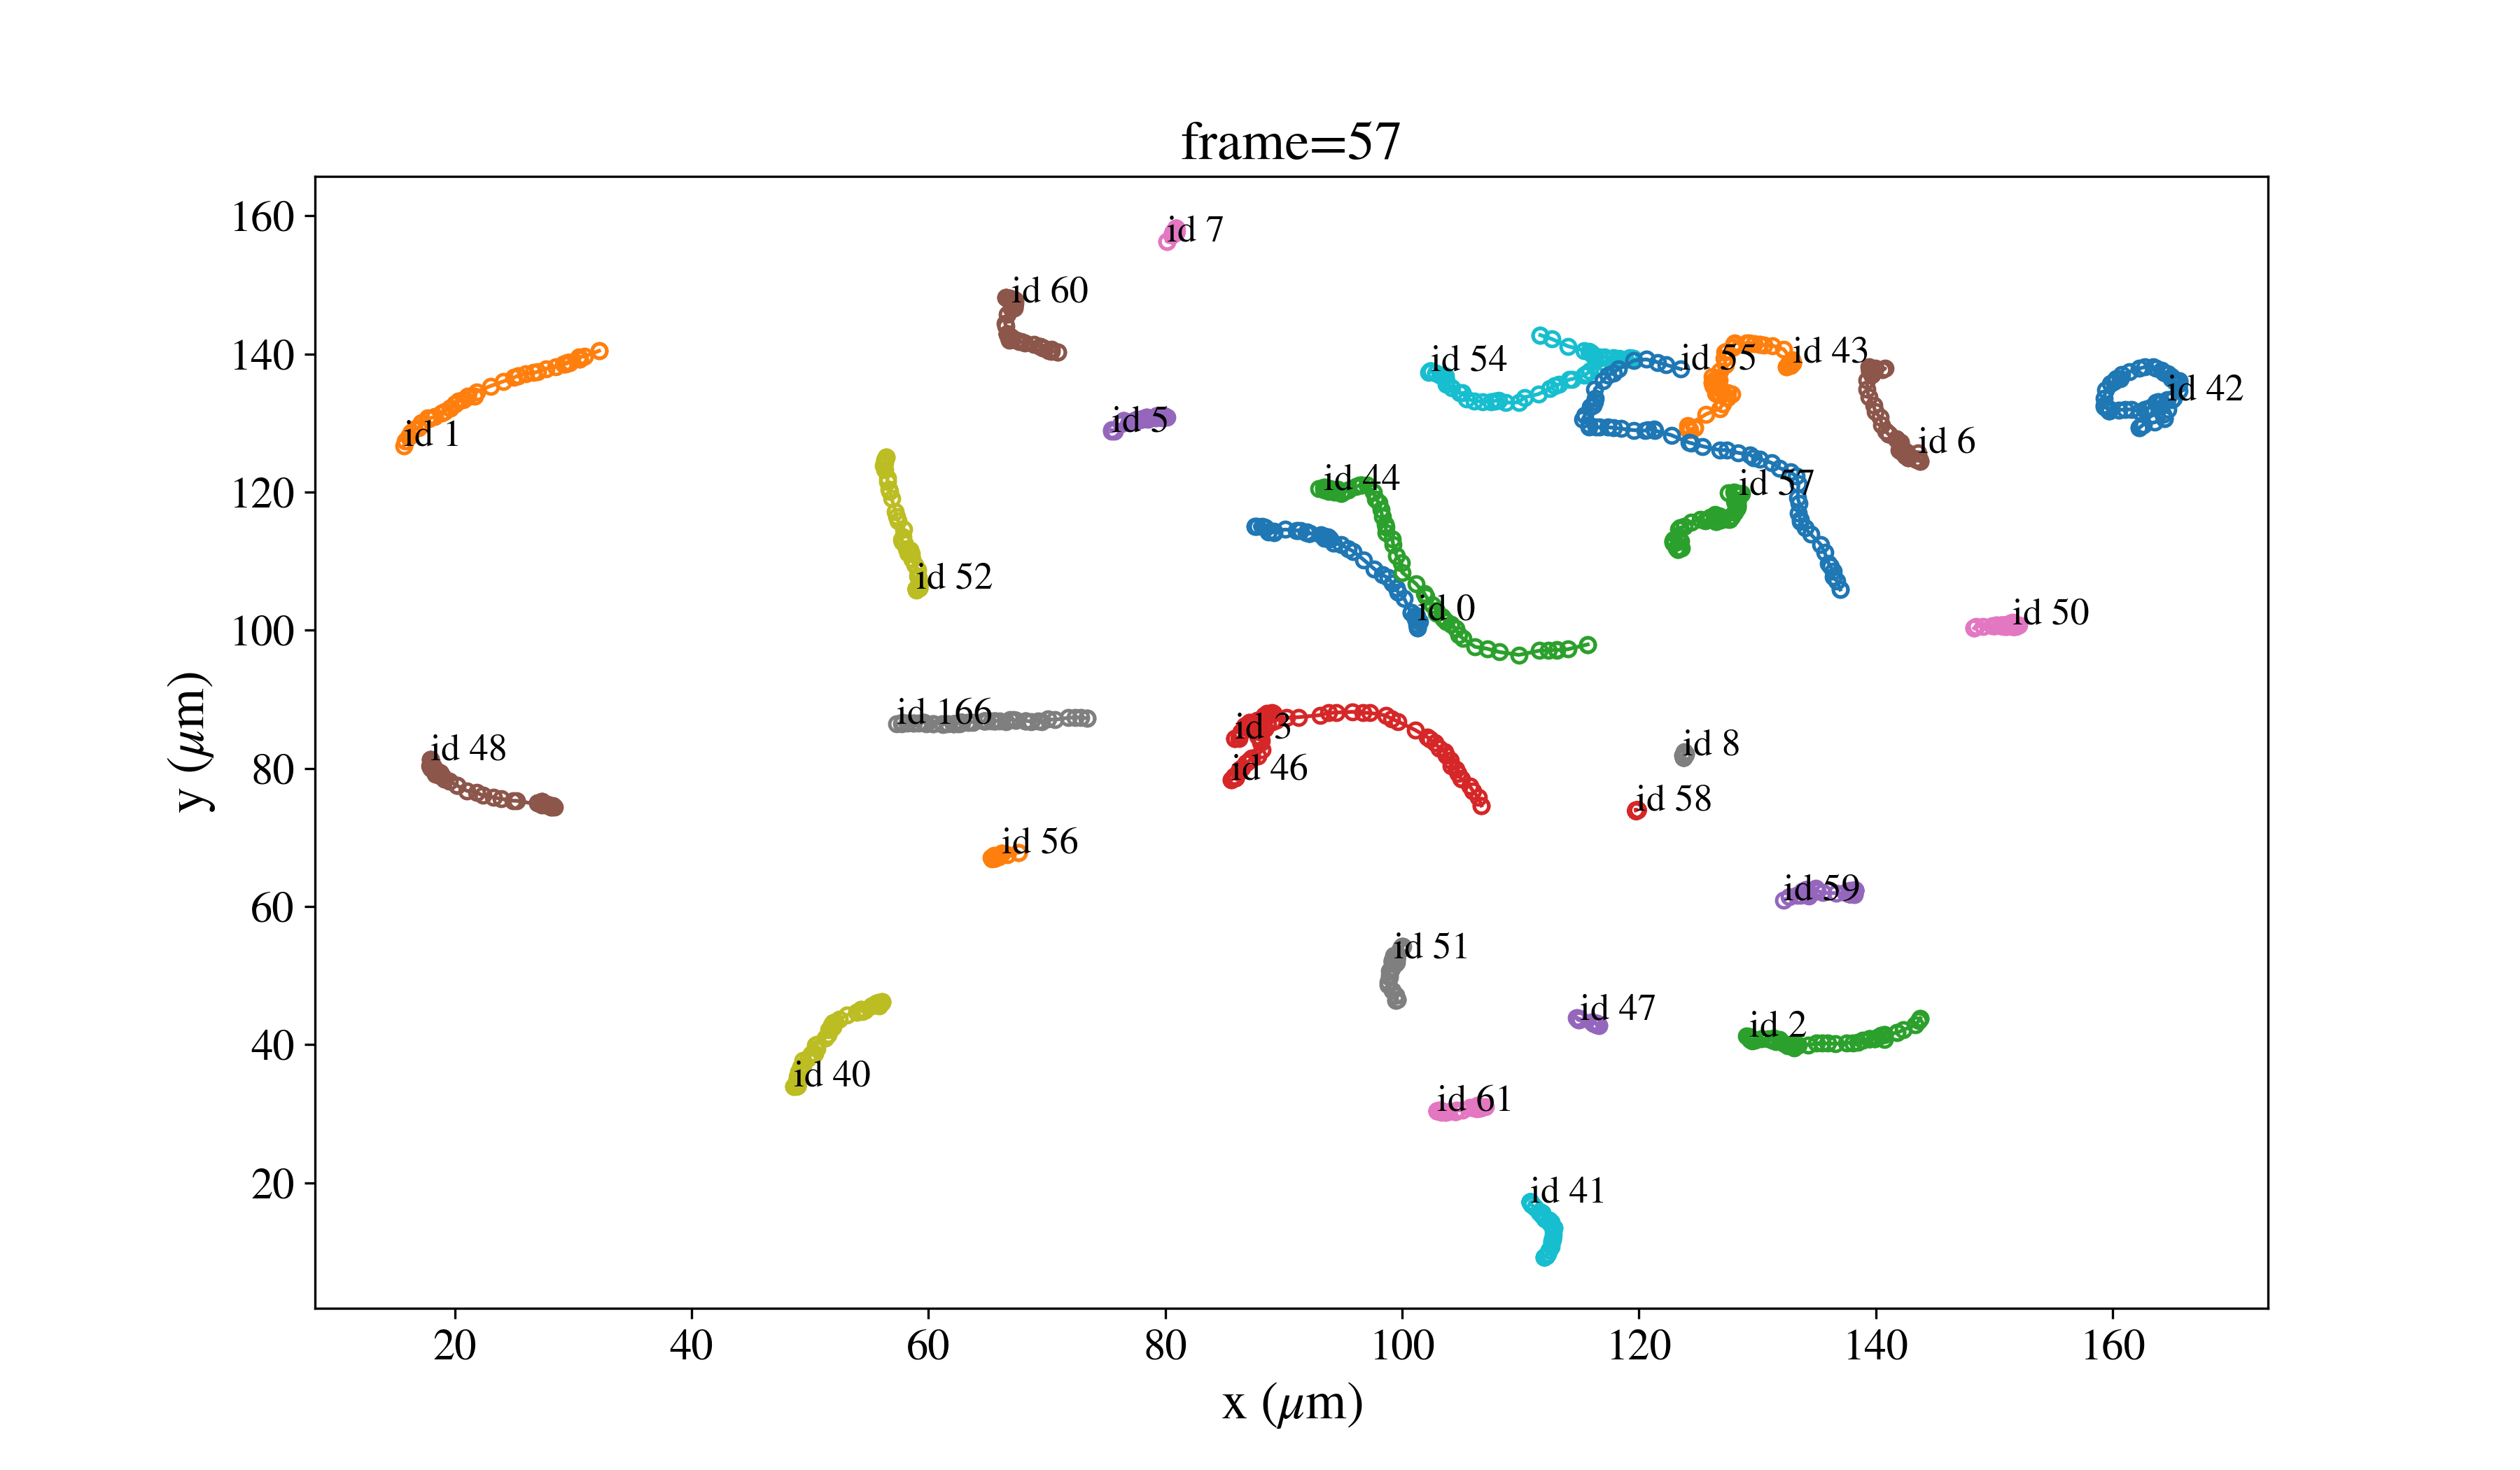 frame=57
160
140
120
100
80
60
40
20
y (μm)
id 7
id 60
id 54
id 55
id 43
id 42
id 1
id 5
id 6
id 44
id 57
id 52
id 0
id 50
id 166
id 3
id 48
id 46
id 8
id 58
id 56
id 59
id 51
id 47
id 2
id 40
id 61
id 41
20
40
60
80
100
120
140
160
x (μm)